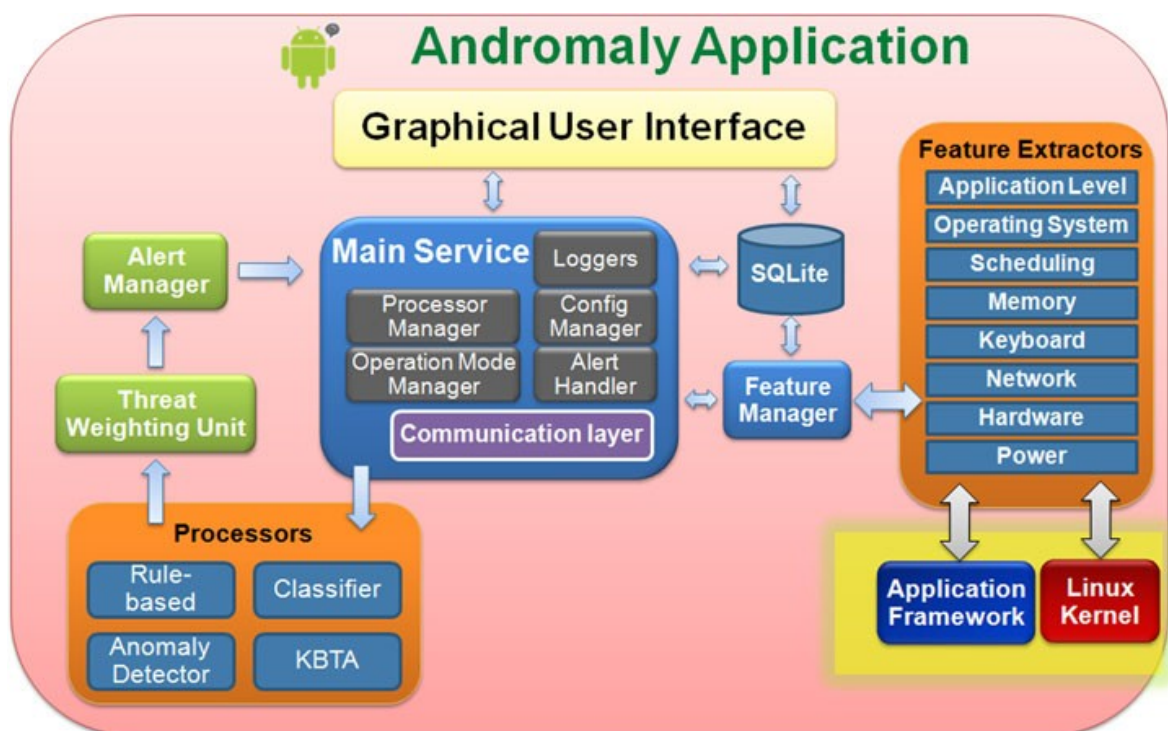 Andromaly Application
Graphical User Interface
Main Service
Loggers
Processor
Manager
Config
Manager
Operation Mode
Manager
Alert
Handler
Communication layer
Alert
Manager
Threat
Weighting Unit
Processors
Rule-
based
Classifier
Anomaly
Detector
KBTA
SQLite
Feature
Manager
Feature Extractors
Application Level
Operating System
Scheduling
Memory
Keyboard
Network
Hardware
Power
Application
Framework
Linux
Kernel